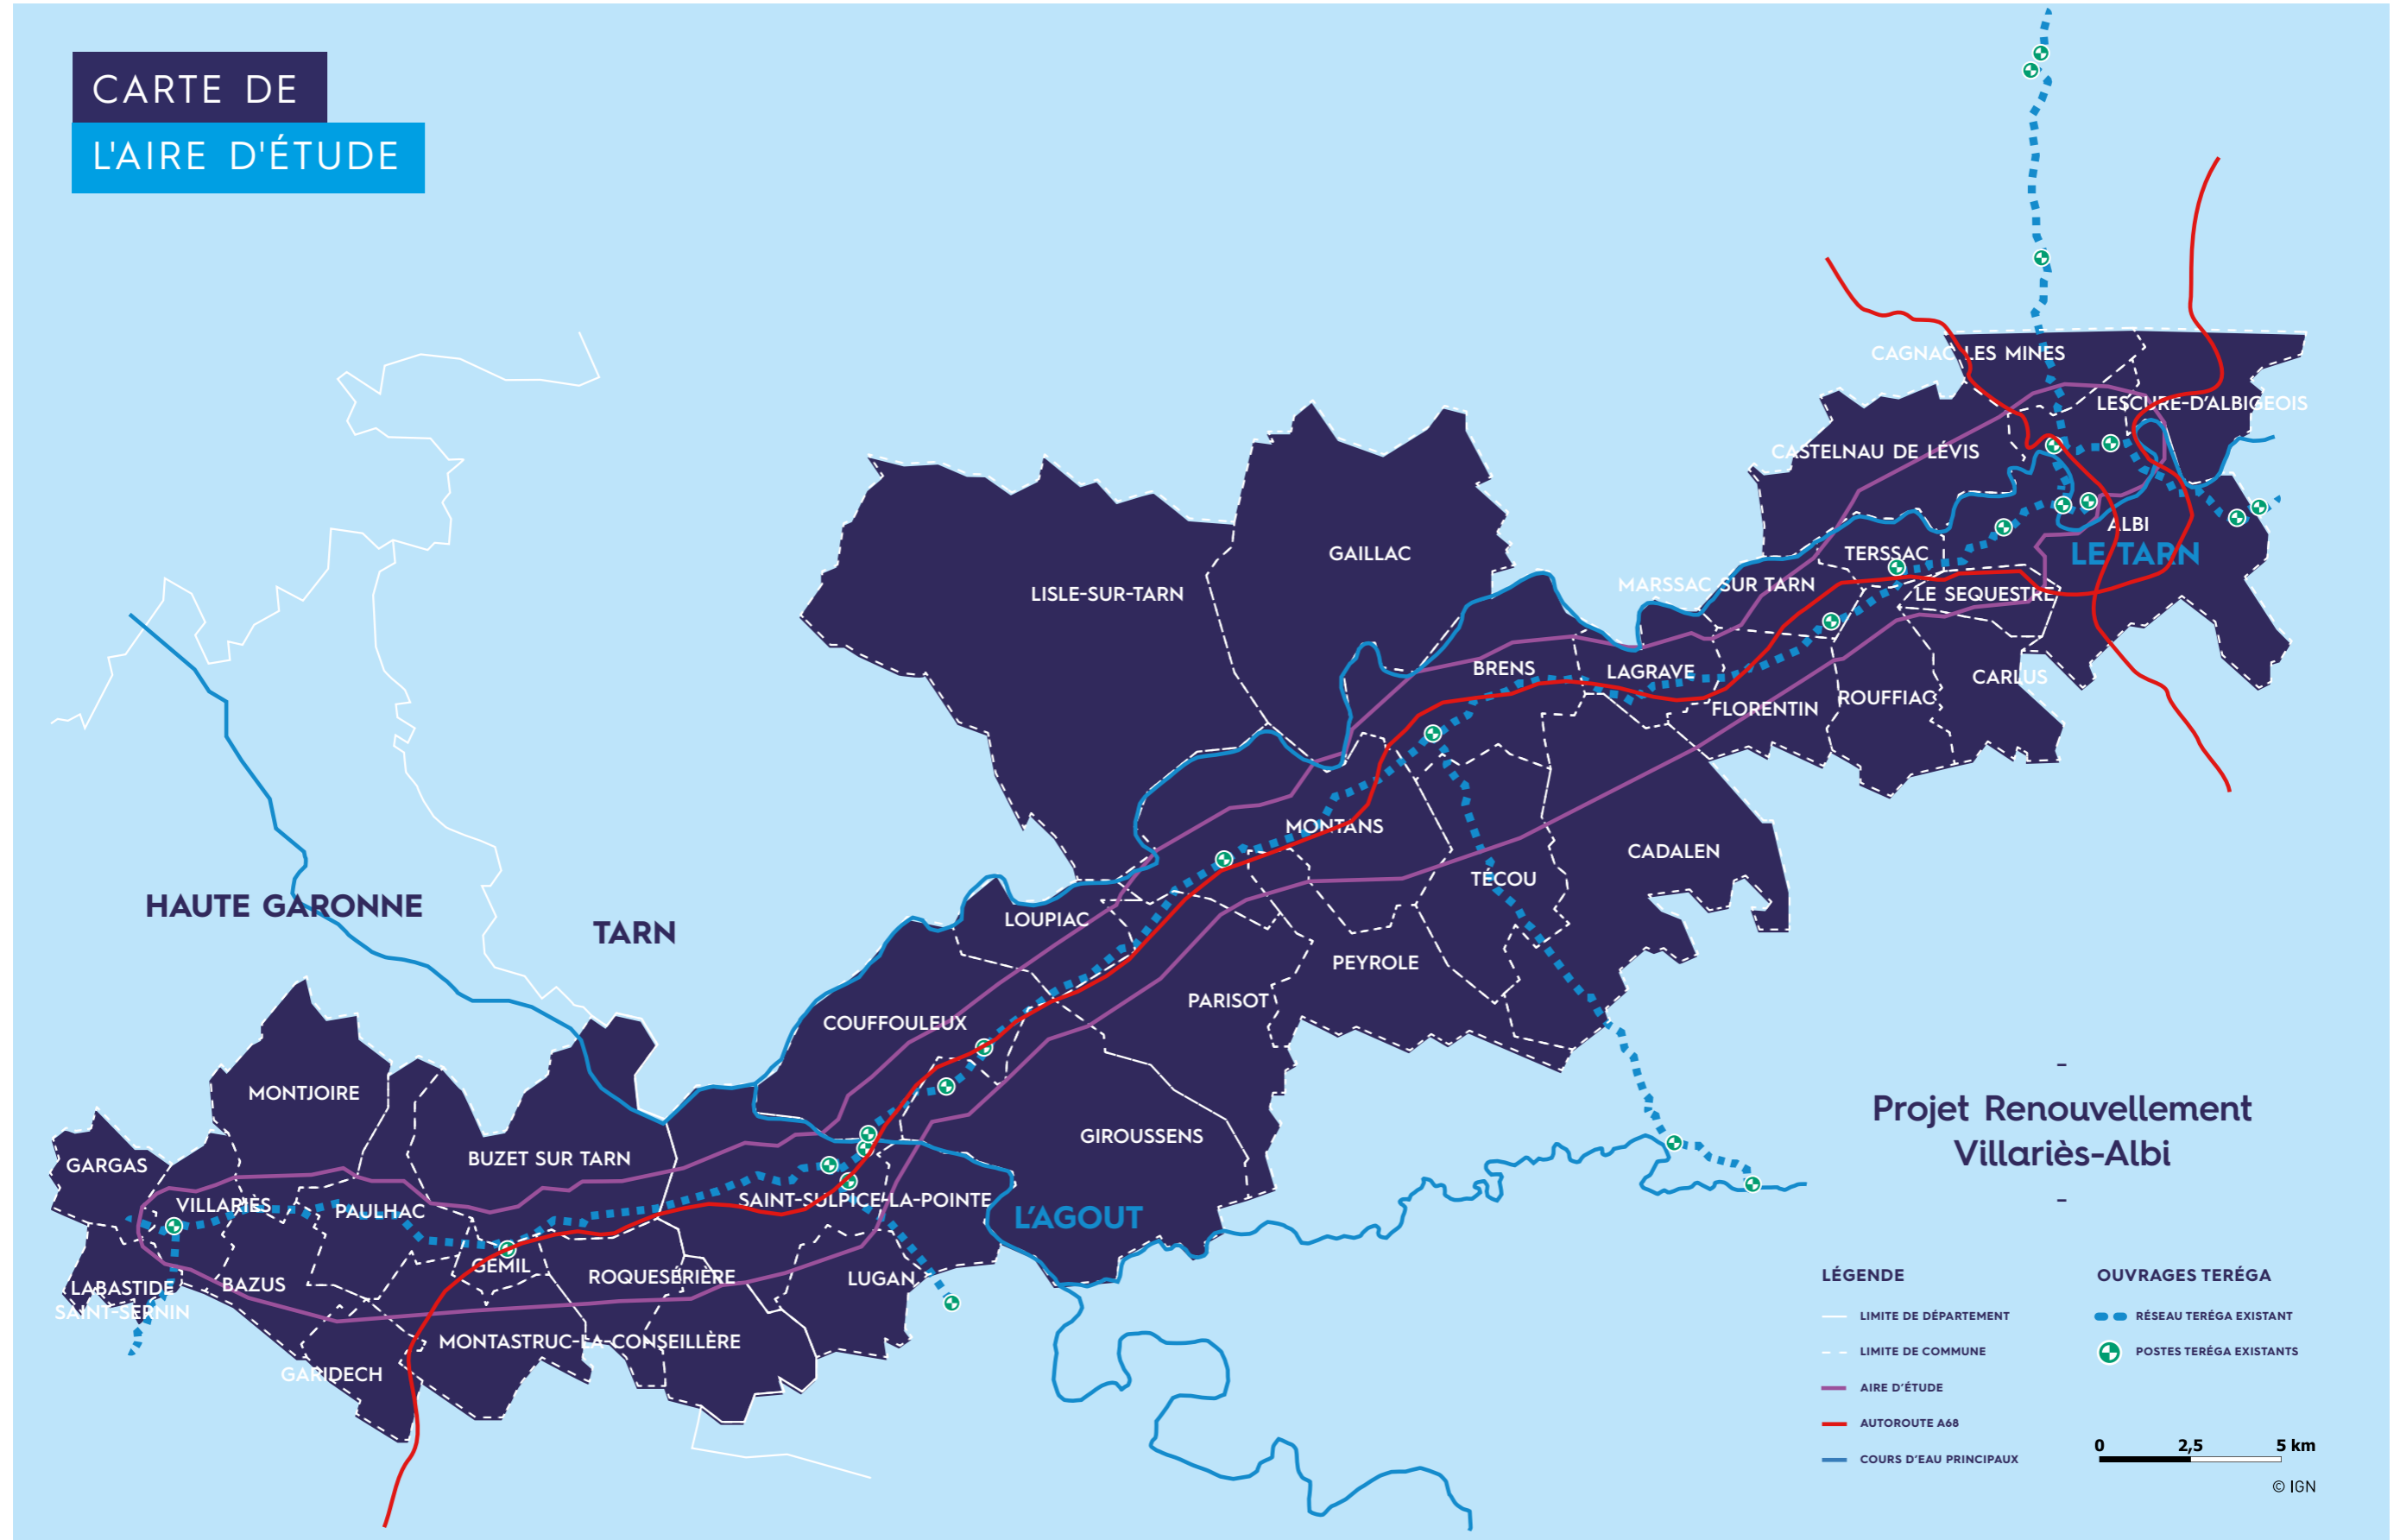 CARTE DE
L'AIRE D'ÉTUDE
CAGNAC LES MINES
LESCURE-D'ALBIGEOIS
CASTELNAU DE LÉVIS
ALBI
LE TARN
TERSSAC
GAILLAC
MARSSAC SUR TARN
LE SEQUESTRE
LISLE-SUR-TARN
BRENS
LAGRAVE
CARLUS
ROUFFIAC
FLORENTIN
MONTANS
CADALEN
TÉCOU
HAUTE GARONNE
TARN
LOUPIAC
PEYROLE
PARISOT
COUFFOULEUX
MONTJOIRE
GIROUSSENS
GARGAS
BUZET SUR TARN
VILLARIÈS
PAULHAC
SAINT-SULPICE-LA-POINTE
L'AGOUT
GEMIL
ROQUESÉRIÈRE
LUGAN
BAZUS
LABASTIDE
SAINT-SERNIN
MONTASTRUC-LA-CONSEILLÈRE
GARIDECH
–
Projet Renouvellement
Villariès-Albi
–
LÉGENDE
LIMITE DE DÉPARTEMENT
LIMITE DE COMMUNE
AIRE D'ÉTUDE
AUTOROUTE A68
COURS D'EAU PRINCIPAUX
OUVRAGES TERÉGA
RÉSEAU TERÉGA EXISTANT
POSTES TERÉGA EXISTANTS
0 2,5 5 km
© IGN